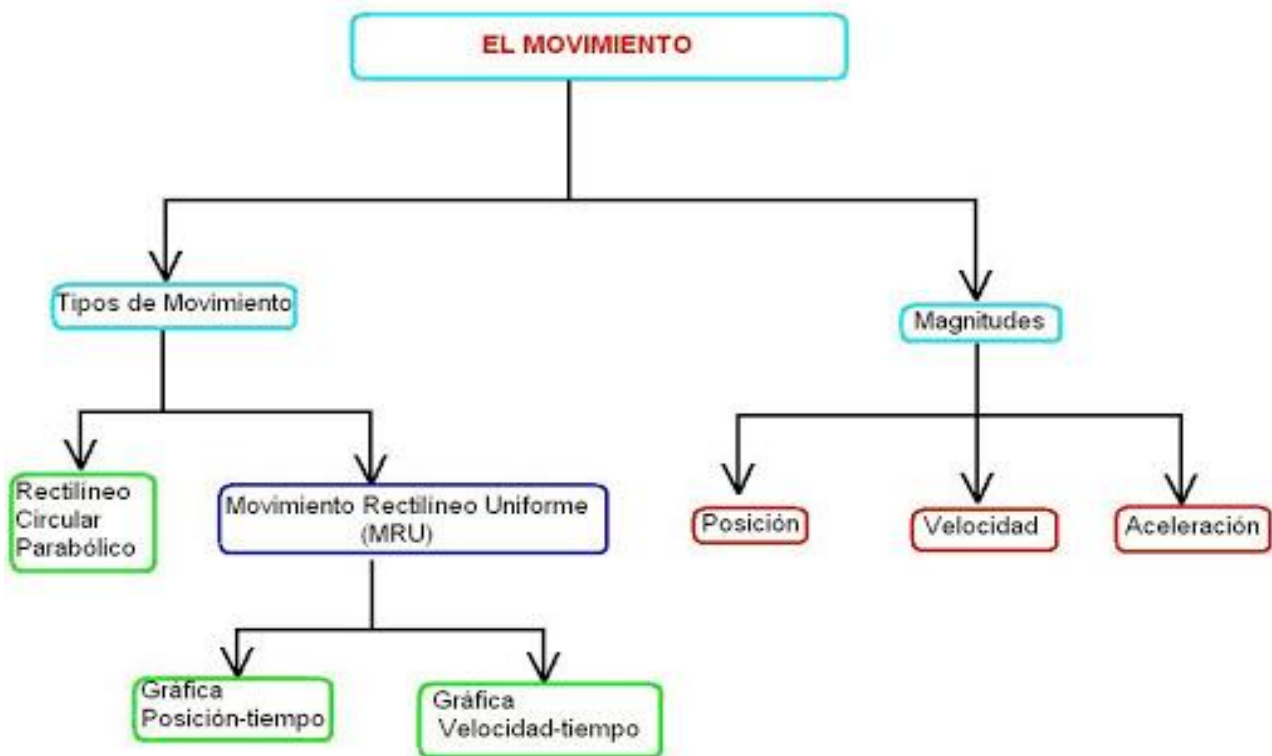 EL MOVIMIENTO
Tipos de Movimiento
Magnitudes
Rectilíneo
Circular
Parabólico
Movimiento Rectilíneo Uniforme
(MRU)
Posición
Velocidad
Aceleración
Gráfica
Posición-tiempo
Gráfica
Velocidad-tiempo